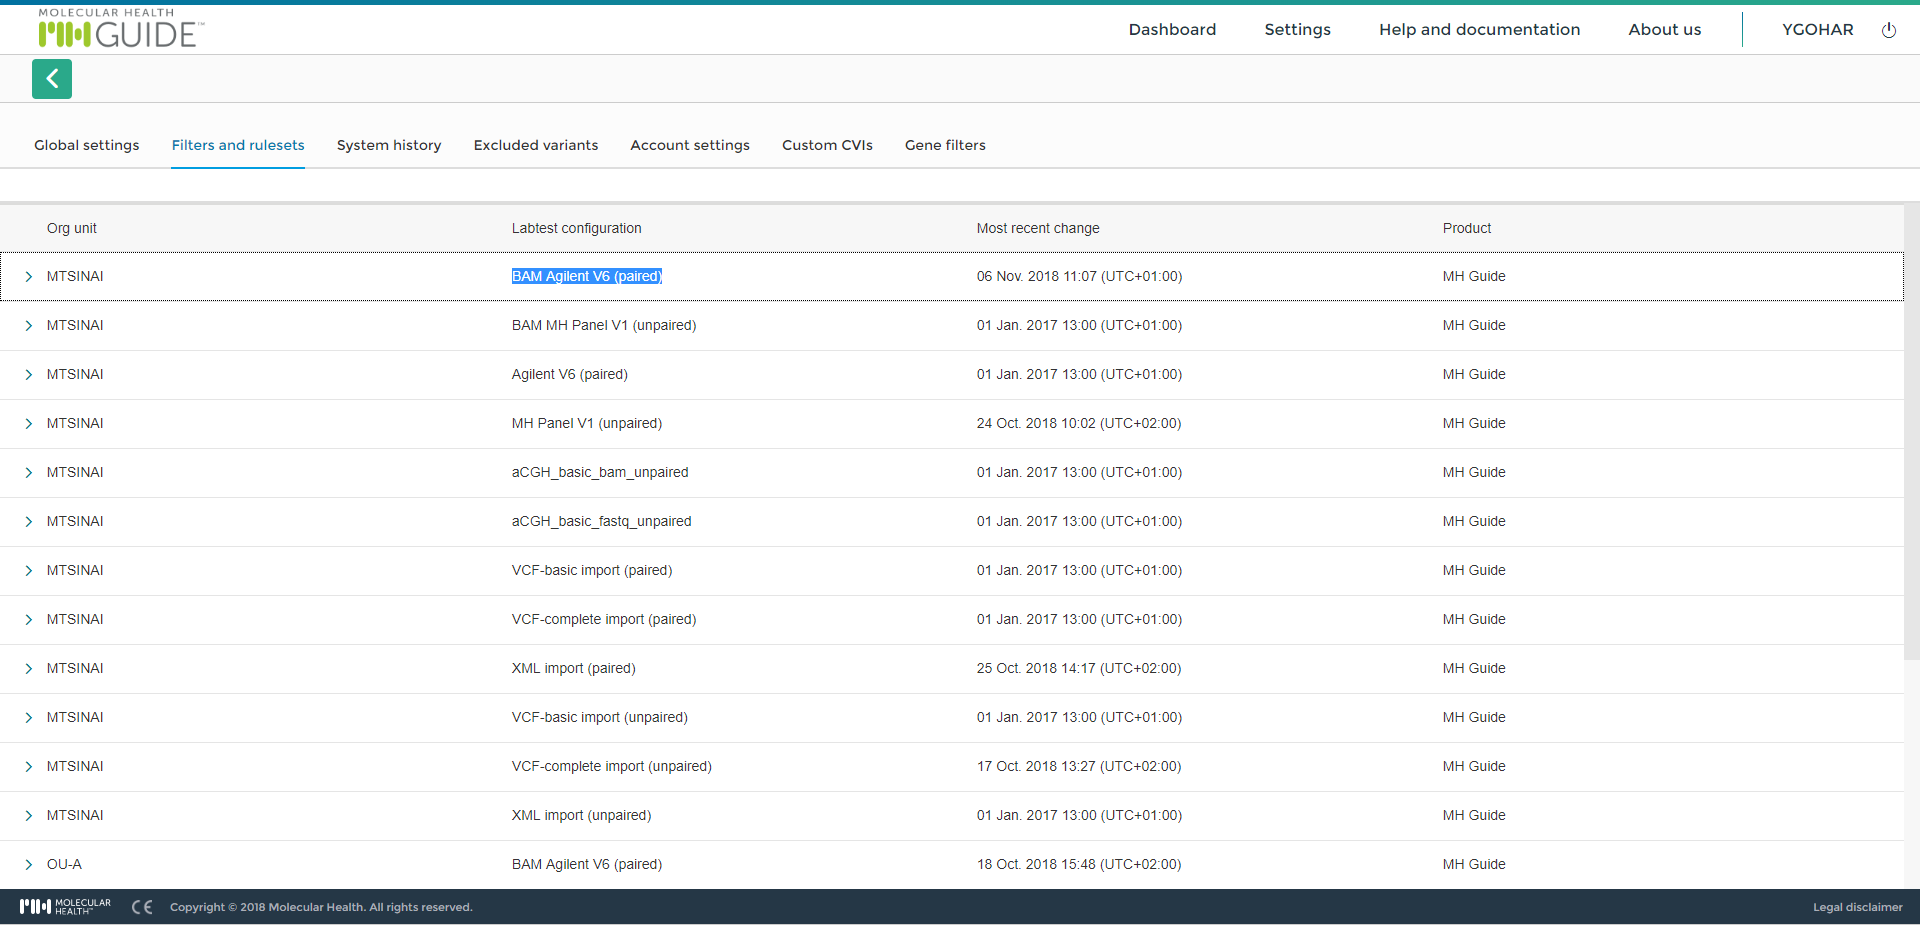 MOLECULAR HEALTH
MH GUIDE™
Dashboard Settings Help and documentation About us YGOHAR
Global settings Filters and rulesets System history Excluded variants Account settings Custom CVIs Gene filters
Org unit Labtest configuration Most recent change Product
MTSINAI BAM Agilent V6 (paired) 06 Nov. 2018 11:07 (UTC+01:00) MH Guide
MTSINAI BAM MH Panel V1 (unpaired) 01 Jan. 2017 13:00 (UTC+01:00) MH Guide
MTSINAI Agilent V6 (paired) 01 Jan. 2017 13:00 (UTC+01:00) MH Guide
MTSINAI MH Panel V1 (unpaired) 24 Oct. 2018 10:02 (UTC+02:00) MH Guide
MTSINAI aCGH_basic_bam_unpaired 01 Jan. 2017 13:00 (UTC+01:00) MH Guide
MTSINAI aCGH_basic_fastq_unpaired 01 Jan. 2017 13:00 (UTC+01:00) MH Guide
MTSINAI VCF-basic import (paired) 01 Jan. 2017 13:00 (UTC+01:00) MH Guide
MTSINAI VCF-complete import (paired) 01 Jan. 2017 13:00 (UTC+01:00) MH Guide
MTSINAI XML import (paired) 25 Oct. 2018 14:17 (UTC+02:00) MH Guide
MTSINAI VCF-basic import (unpaired) 01 Jan. 2017 13:00 (UTC+01:00) MH Guide
MTSINAI VCF-complete import (unpaired) 17 Oct. 2018 13:27 (UTC+02:00) MH Guide
MTSINAI XML import (unpaired) 01 Jan. 2017 13:00 (UTC+01:00) MH Guide
OU-A BAM Agilent V6 (paired) 18 Oct. 2018 15:48 (UTC+02:00) MH Guide
MH MOLECULAR HEALTH™ CE Copyright © 2018 Molecular Health. All rights reserved. Legal disclaimer